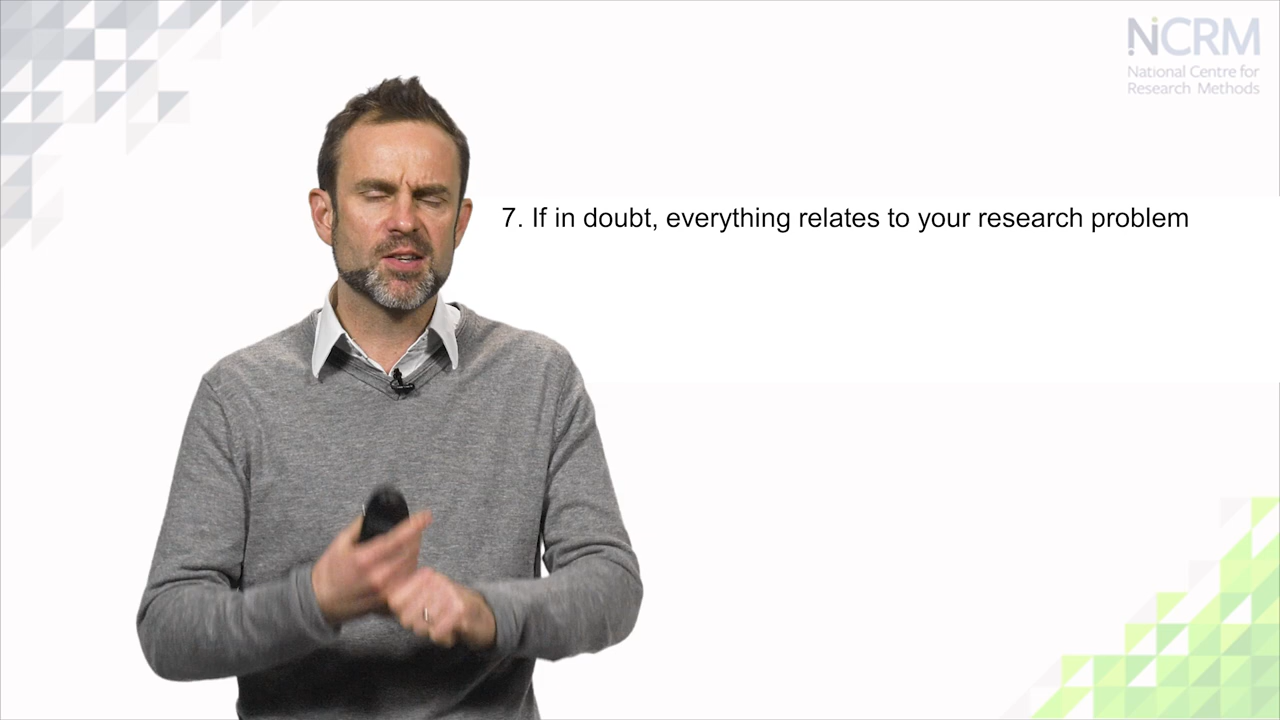 NCRM
National Centre for
Research Methods
7. If in doubt, everything relates to your research problem